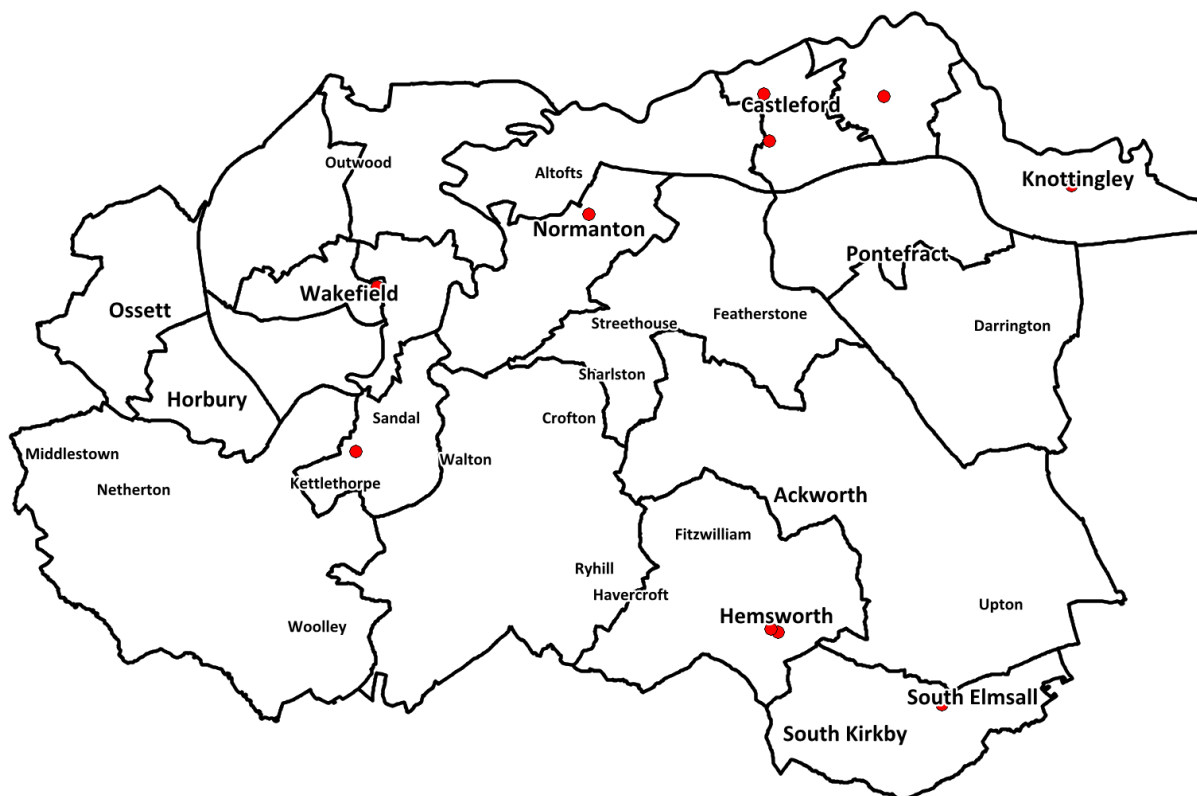 Castleford
Outwood
Altofts
Knottingley
Normanton
Pontefract
Wakefield
Ossett
Streethouse
Featherstone
Darrington
Sharlston
Horbury
Sandal
Crofton
Middlestown
Walton
Kettlethorpe
Netherton
Ackworth
Fitzwilliam
Ryhill
Havercroft
Upton
Hemsworth
Woolley
South Elmsall
South Kirkby